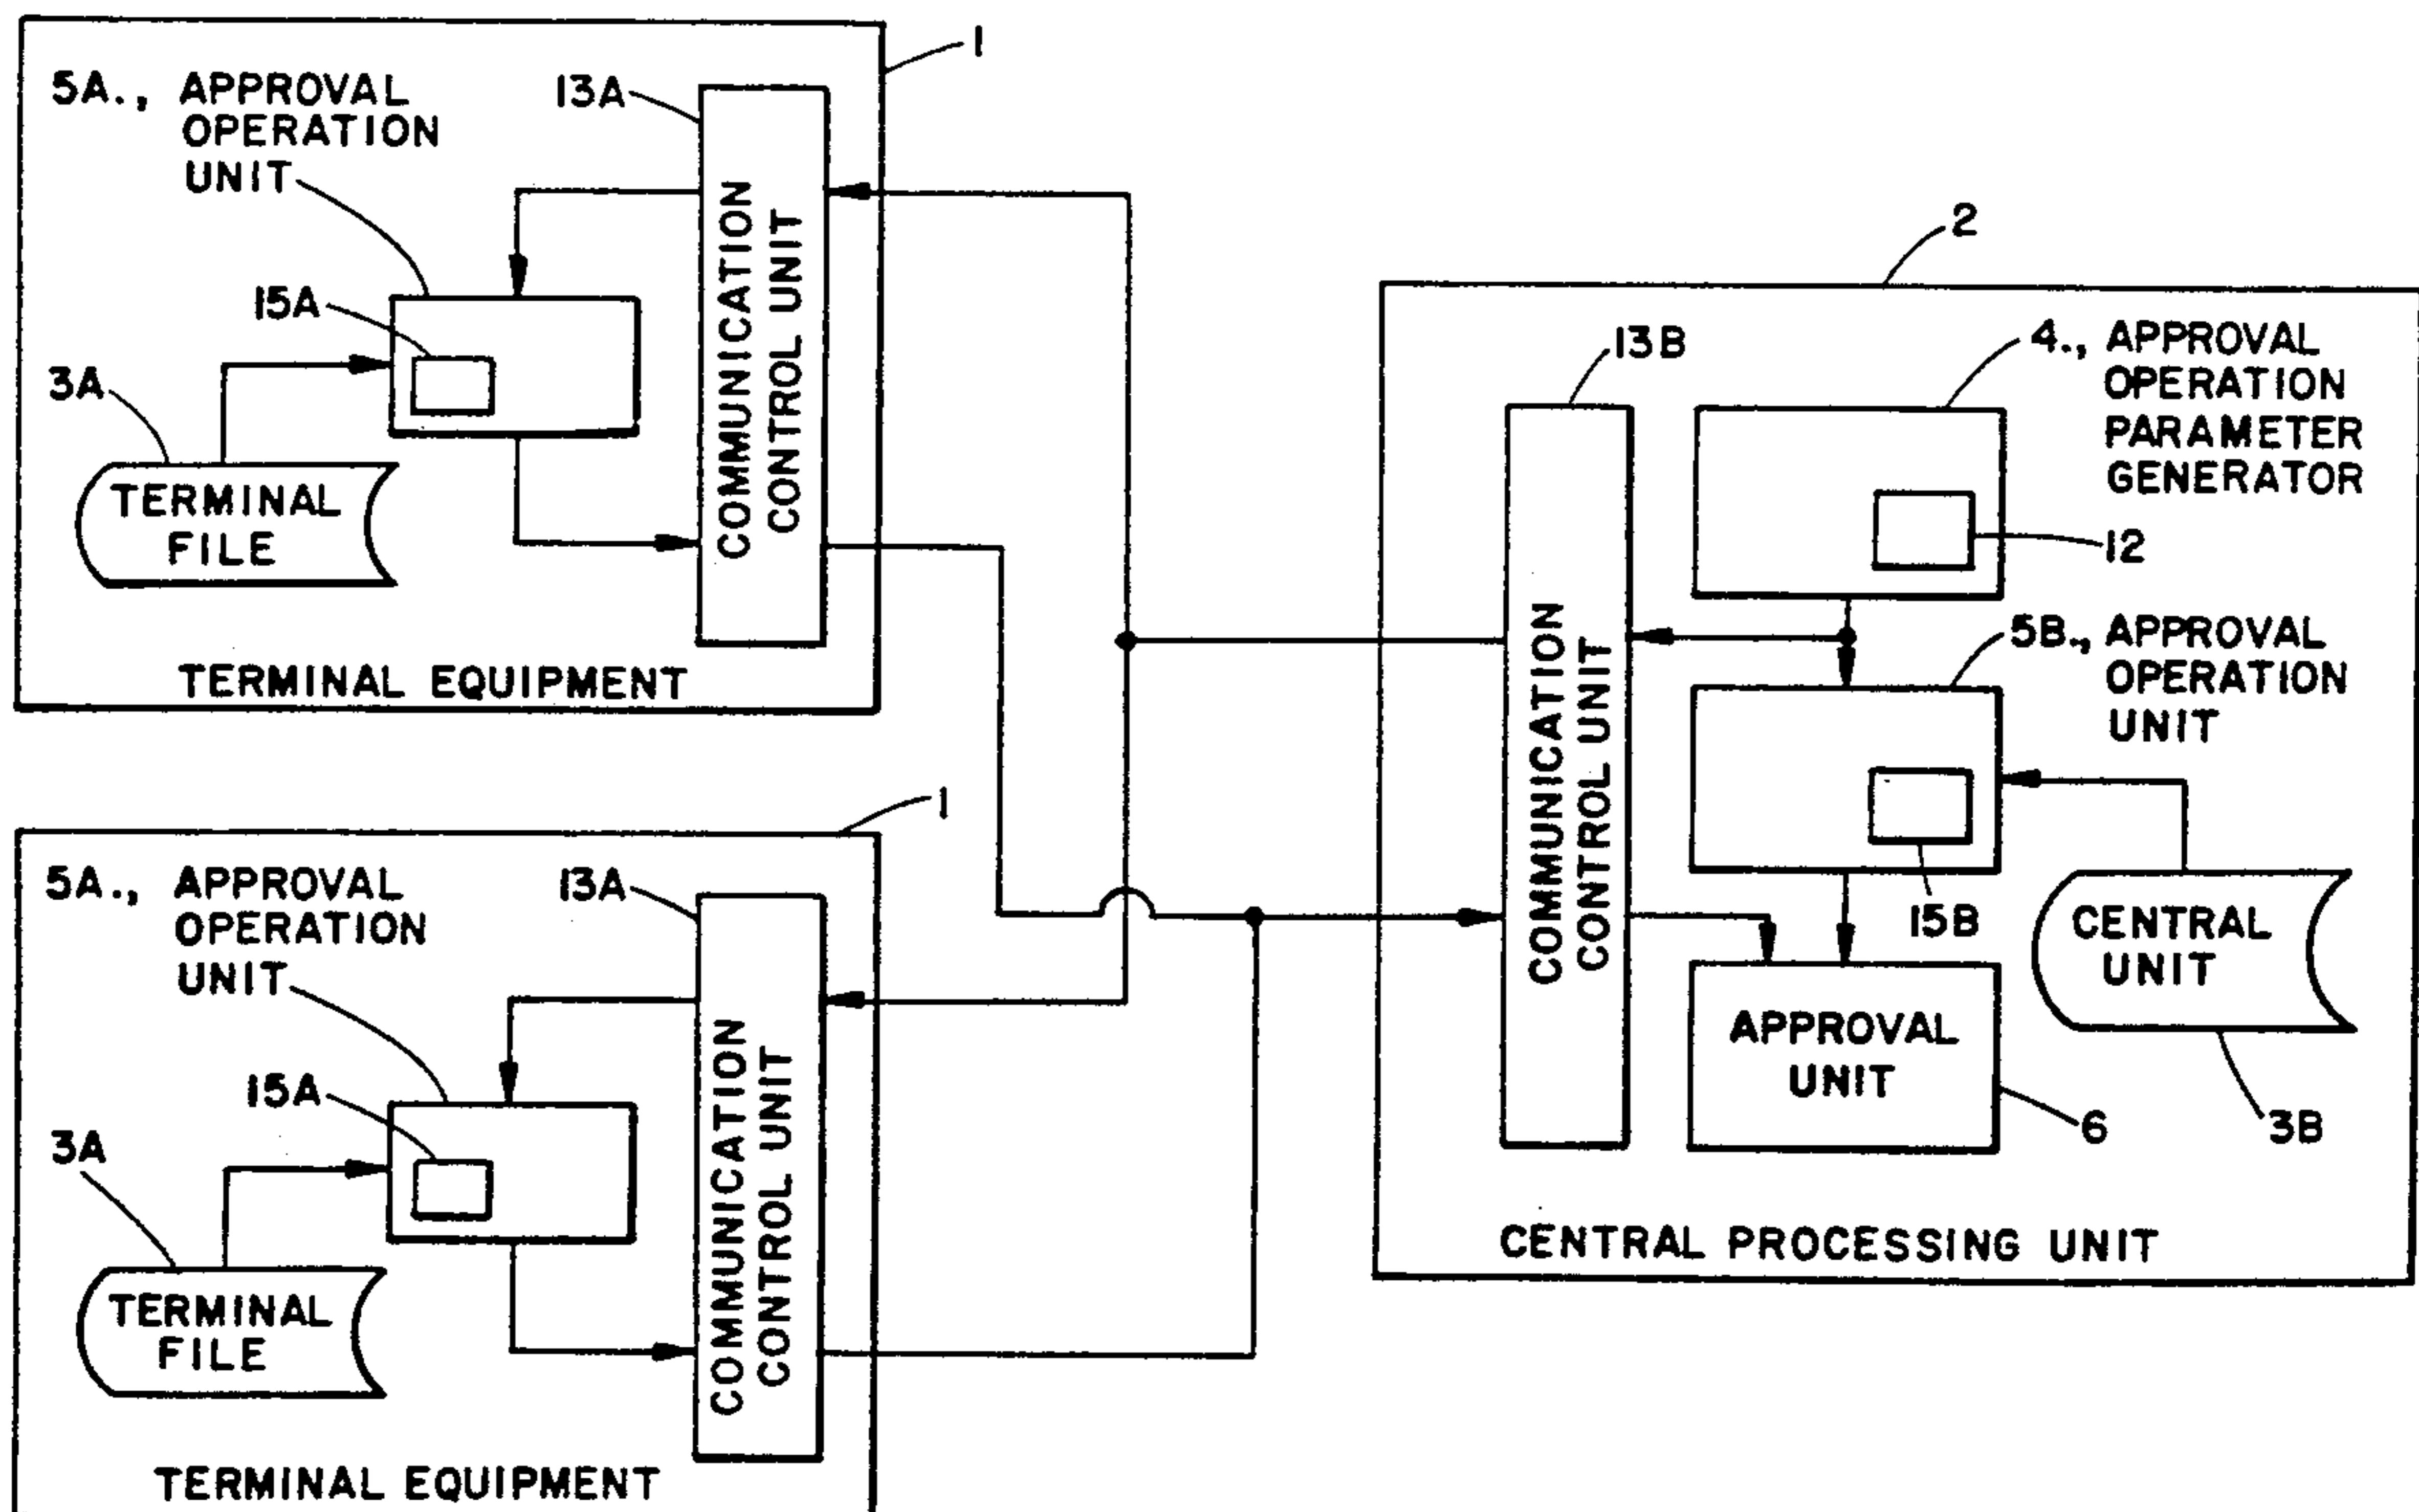 1
5A., APPROVAL
OPERATION
UNIT
13A
15A
3A
TERMINAL
FILE
COMMUNICATION
CONTROL UNIT
TERMINAL EQUIPMENT
1
5A., APPROVAL
OPERATION
UNIT
13A
15A
3A
TERMINAL
FILE
COMMUNICATION
CONTROL UNIT
TERMINAL EQUIPMENT
2
13B
COMMUNICATION
CONTROL UNIT
4., APPROVAL
OPERATION
PARAMETER
GENERATOR
12
5B., APPROVAL
OPERATION
UNIT
15B
CENTRAL
UNIT
3B
APPROVAL
UNIT
6
CENTRAL PROCESSING UNIT